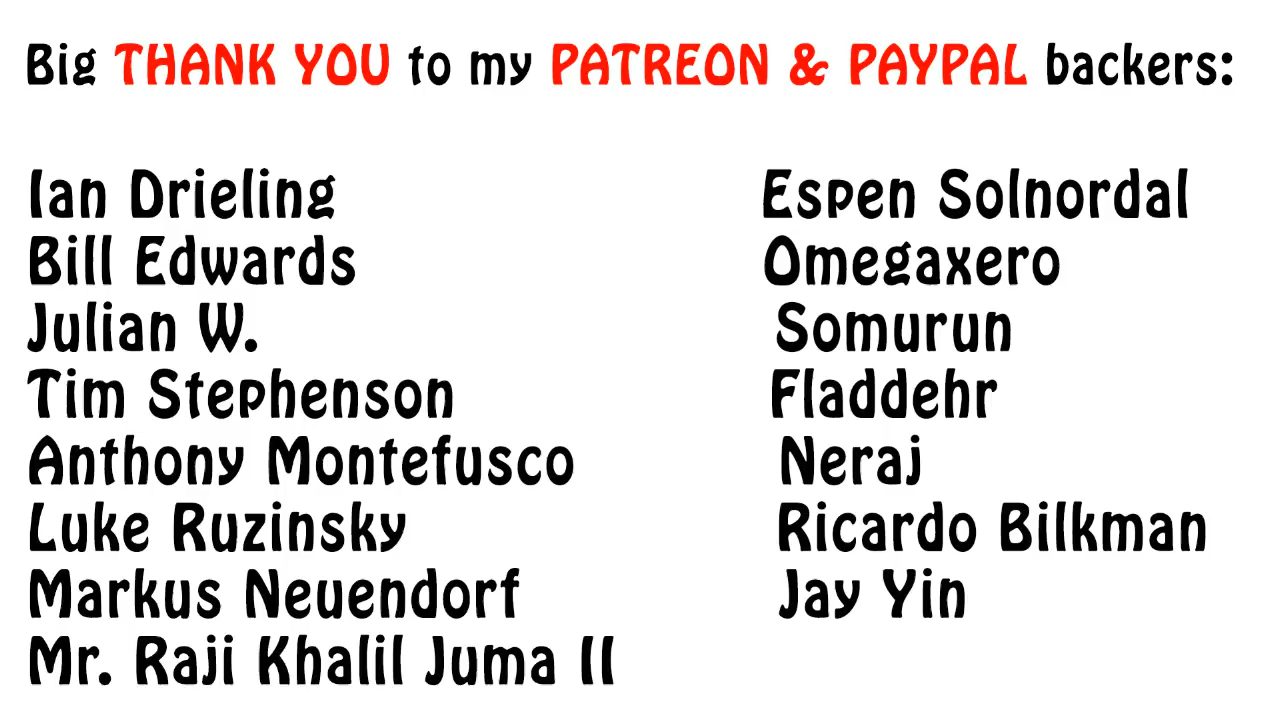 Big THANK YOU to my PATREON & PAYPAL backers:
Ian Drieling
Bill Edwards
Julian W.
Tim Stephenson
Anthony Montefusco
Luke Ruzinsky
Markus Neuendorf
Mr. Raji Khalil Juma II
Espen Solnordal
Omegaxero
Somurun
Fladdehr
Neraj
Ricardo Bilkman
Jay Yin